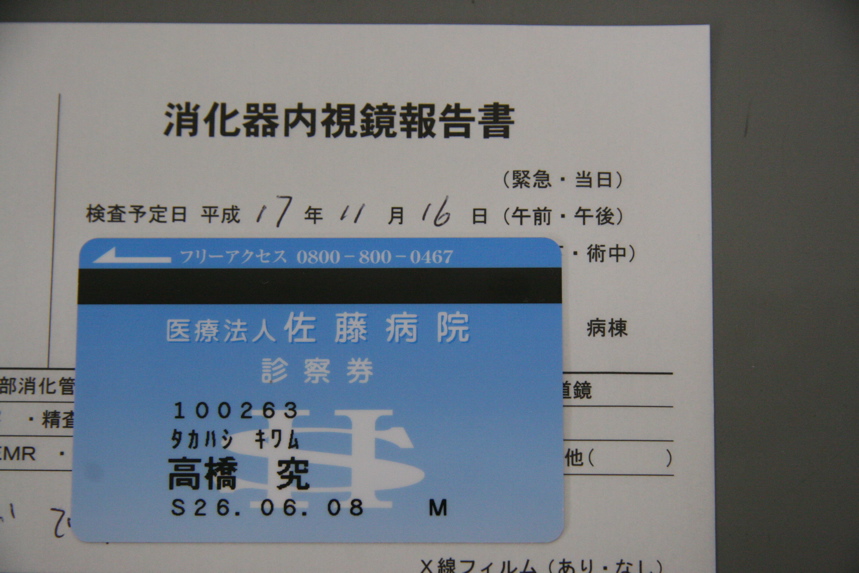 消化器内視鏡報告書
(緊急・当日)
検査予定日 平成 17 年 11 月 16 日 (午前・午後)
・術中)
フリーアクセス 0800-800-0467
医療法人 佐藤病院
病棟
診察券
部消化管
道鏡
100263
・精査
タカハシ キワム
EMR ・
他( )
高橋 究
S26.06.08 M
X線フィルム (あり・なし)